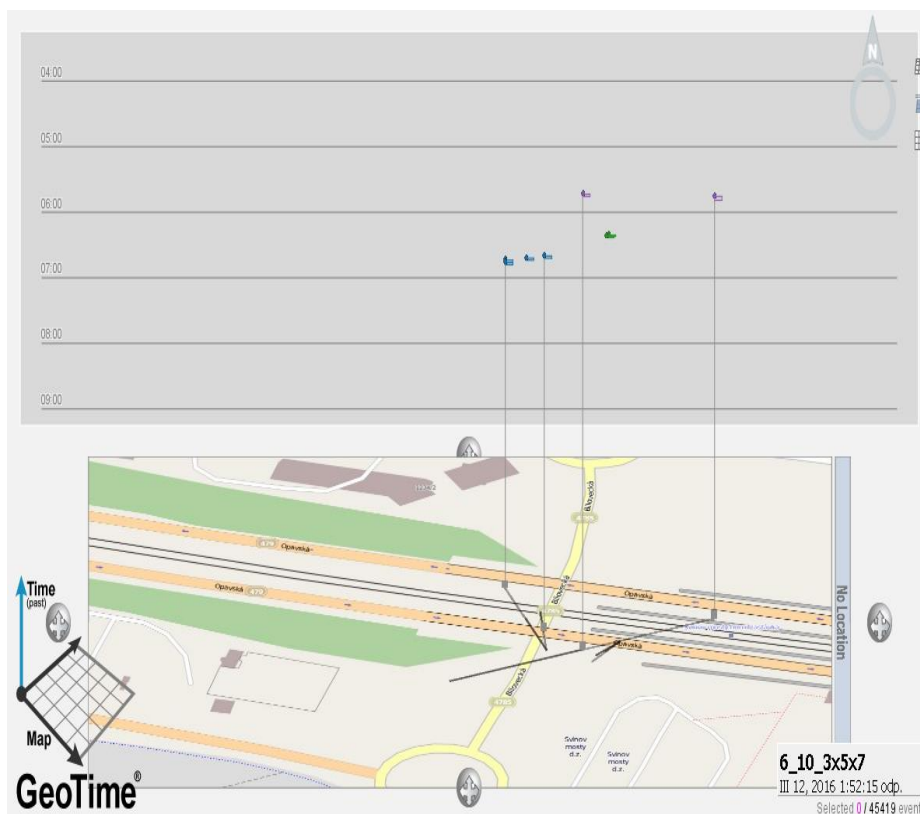 N
04:00
05:00
06:00
07:00
08:00
09:00
Bílovecká
479
Opavská
Opavská
479
Bílovecká
Opavská
Opavská
Bílovecká
Svinov
mosty
d.z.
Svinov
mosty
d.z.
No Location
Time
(past)
Map
GeoTime®
6_10_3x5x7
III 12, 2016 1:52:15 odp.
Selected 0 / 45419 event